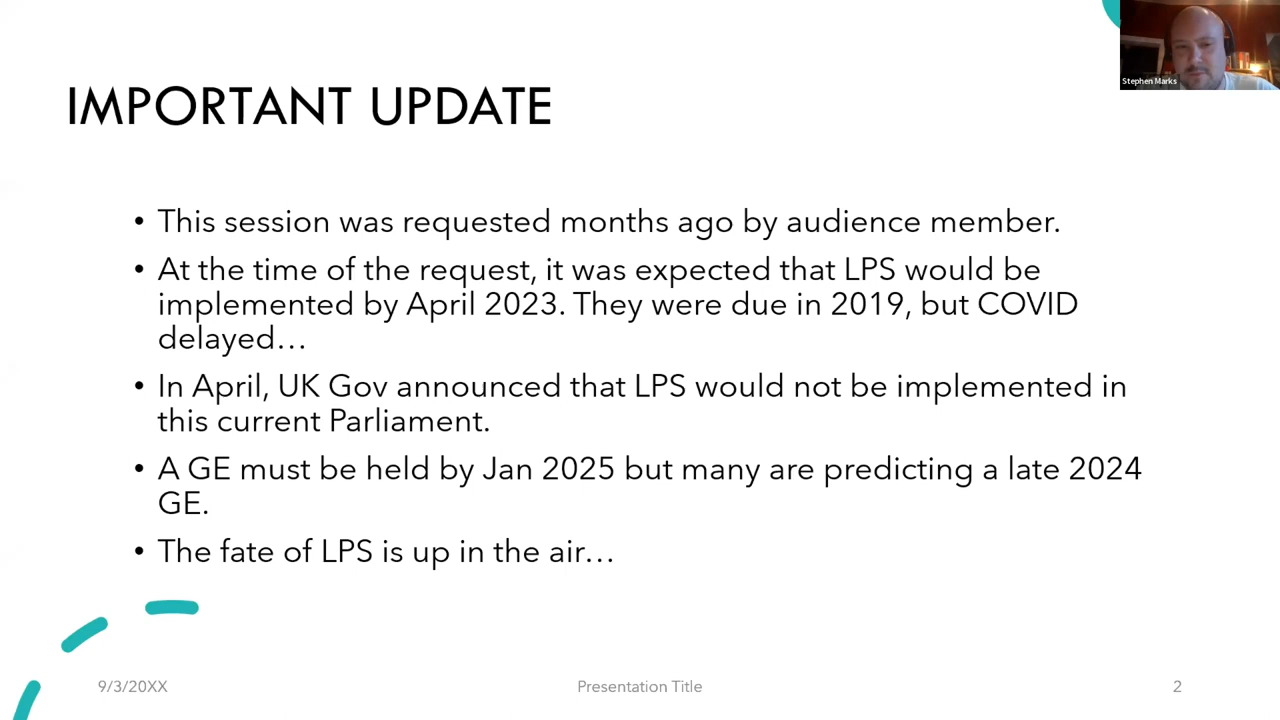 Stephen Marks
IMPORTANT UPDATE
• This session was requested months ago by audience member.
• At the time of the request, it was expected that LPS would be
implemented by April 2023. They were due in 2019, but COVID
delayed…
• In April, UK Gov announced that LPS would not be implemented in
this current Parliament.
• A GE must be held by Jan 2025 but many are predicting a late 2024
GE.
• The fate of LPS is up in the air…
9/3/20XX
Presentation Title
2